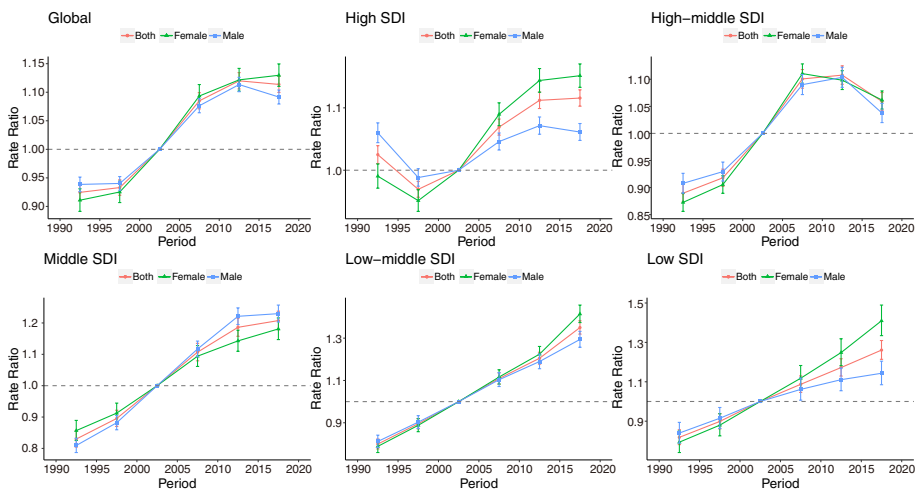 Global
Both Female Male
Rate Ratio
1.15
1.10
1.05
1.00
0.95
0.90
1990 1995 2000 2005 2010 2015 2020
Period
High SDI
Both Female Male
Rate Ratio
1.1
1.0
1990 1995 2000 2005 2010 2015 2020
Period
High−middle SDI
Both Female Male
Rate Ratio
1.10
1.05
1.00
0.95
0.90
0.85
1990 1995 2000 2005 2010 2015 2020
Period
Middle SDI
Both Female Male
Rate Ratio
1.2
1.1
1.0
0.9
0.8
1990 1995 2000 2005 2010 2015 2020
Period
Low−middle SDI
Both Female Male
Rate Ratio
1.3
1.1
0.9
1990 1995 2000 2005 2010 2015 2020
Period
Low SDI
Both Female Male
Rate Ratio
1.5
1.3
1.1
0.9
1990 1995 2000 2005 2010 2015 2020
Period